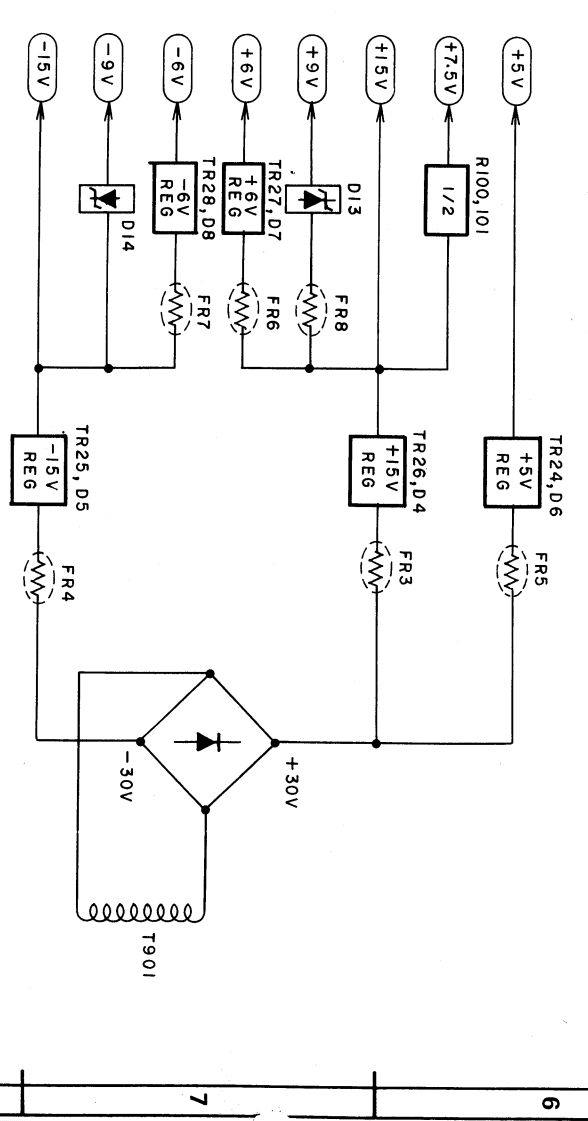 +5V
+7.5V
+15V
+9V
+6V
-6V
-9V
-15V
R100,101
1/2
D13
TR27,D7
+6V
REG
TR28,D8
-6V
REG
D14
FR8
FR6
FR7
TR24,D6
+5V
REG
TR26,D4
+15V
REG
TR25,D5
-15V
REG
FR5
FR3
FR4
+30V
-30V
T901
6
7